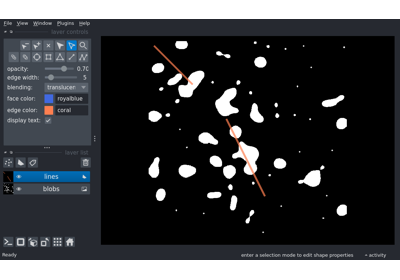 File View Window Plugins Help
layer controls
opacity: 0.70
edge width: 5
blending: translucen
face color: royalblue
edge color: coral
display text:
layer list
lines
blobs
Ready
enter a selection mode to edit shape properties
activity